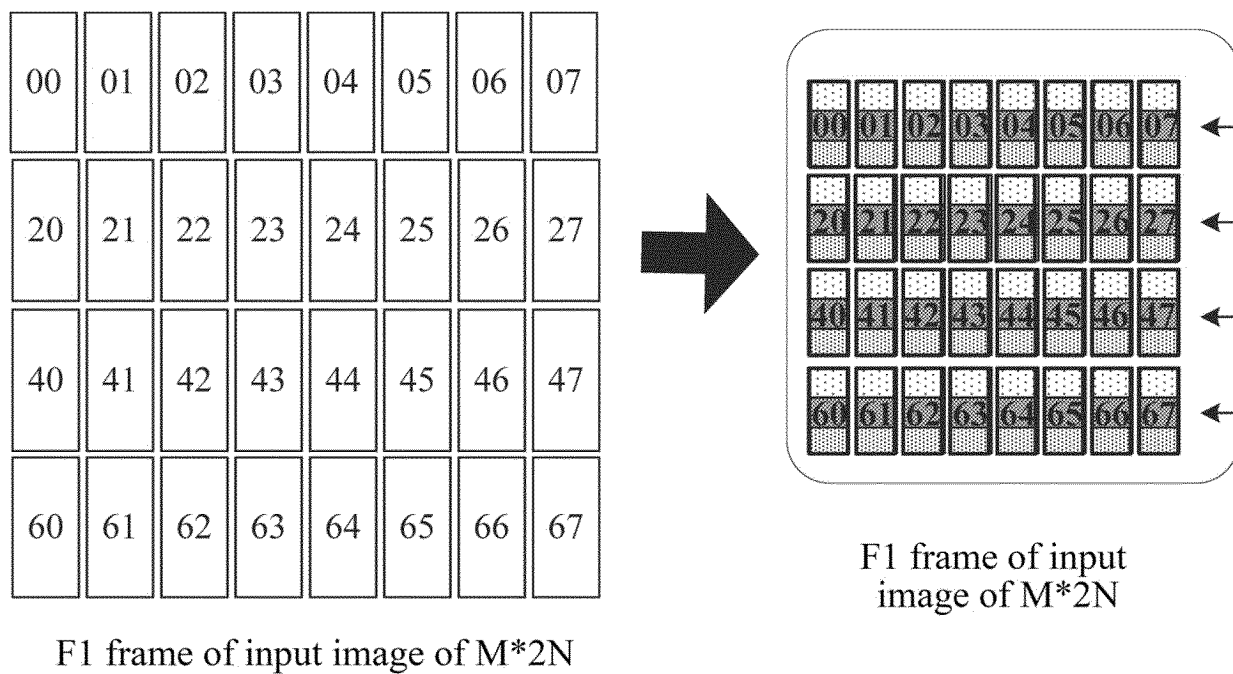 00 01 02 03 04 05 06 07
20 21 22 23 24 25 26 27
40 41 42 43 44 45 46 47
60 61 62 63 64 65 66 67
F1 frame of input image of M*2N
00 01 02 03 04 05 06 07
20 21 22 23 24 25 26 27
40 41 42 43 44 45 46 47
60 61 62 63 64 65 66 67
F1 frame of input
image of M*2N